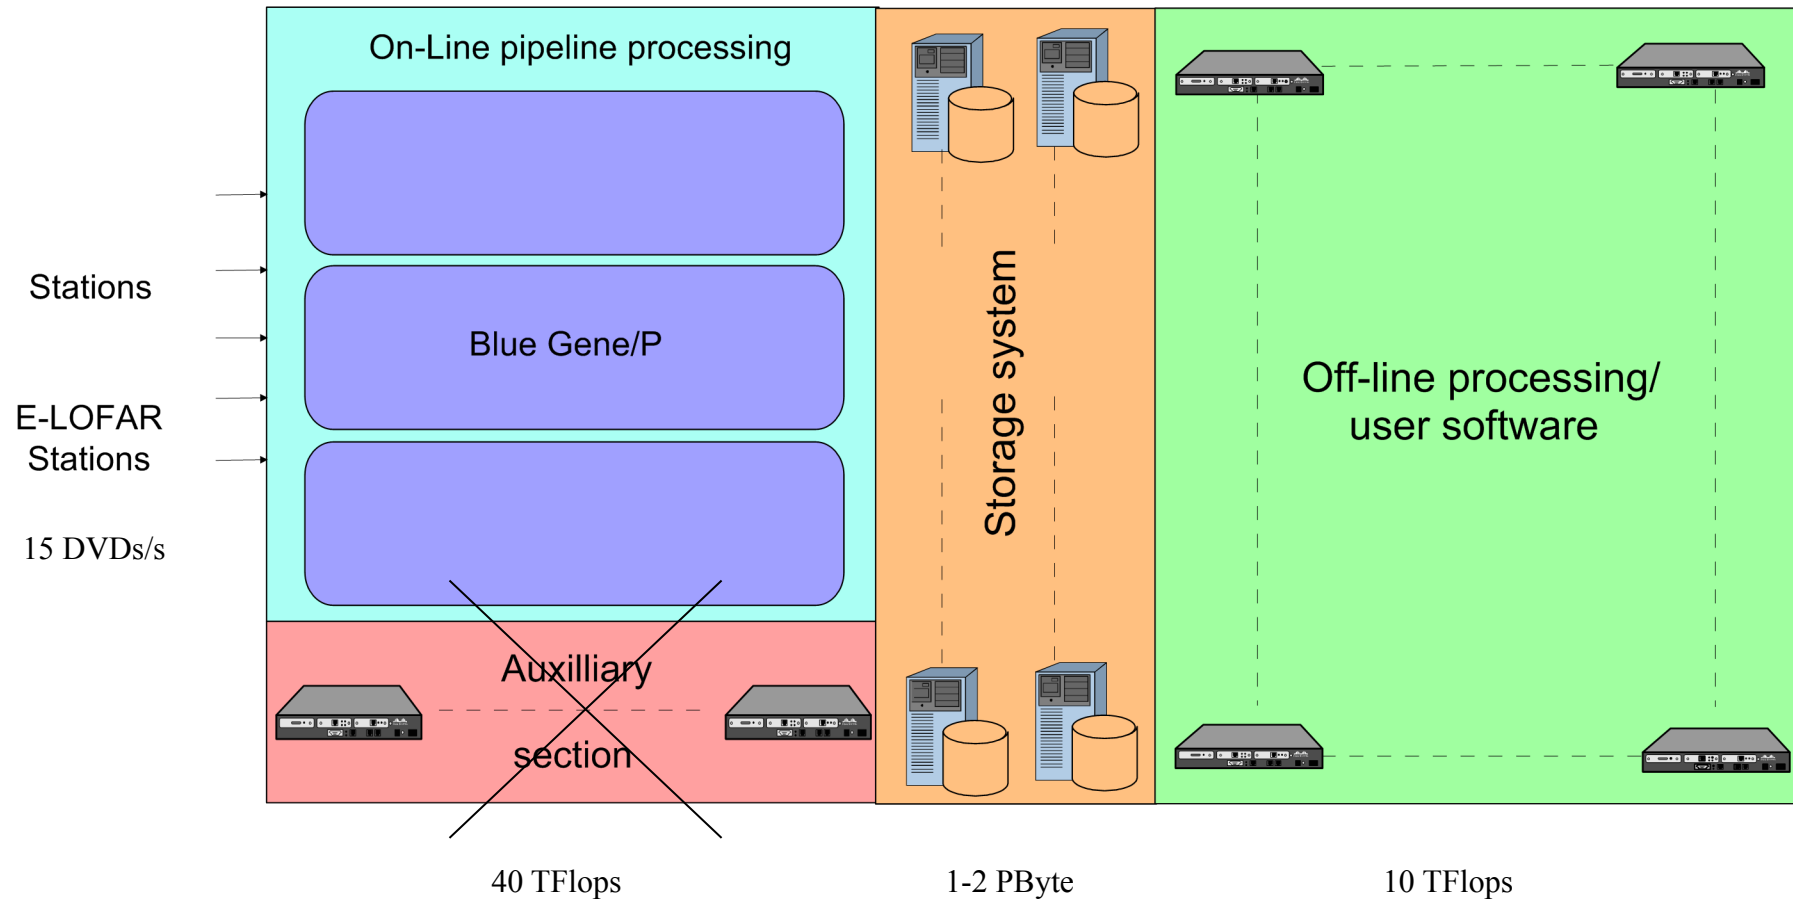 On-Line pipeline processing
Stations
Blue Gene/P
E-LOFAR
Stations
15 DVDs/s
Auxilliary
section
Storage system
Off-line processing/
user software
40 TFlops
1-2 PByte
10 TFlops